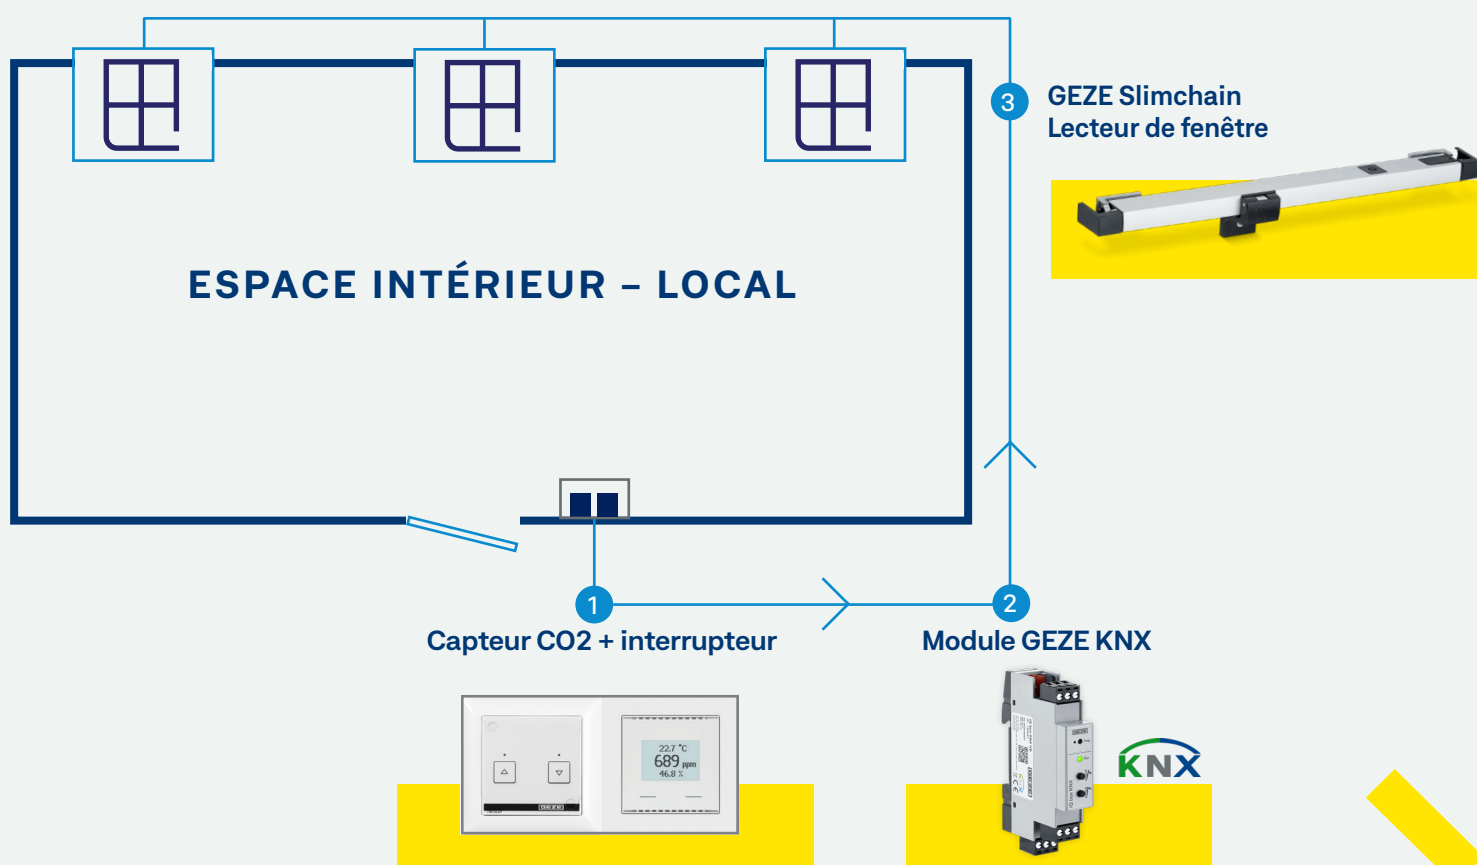 3
GEZE Slimchain
Lecteur de fenêtre
ESPACE INTÉRIEUR – LOCAL
1
2
Capteur CO2 + interrupteur
Module GEZE KNX
22.7 °C
689 ppm
46.8 %
GEZE
GEZE
KNX